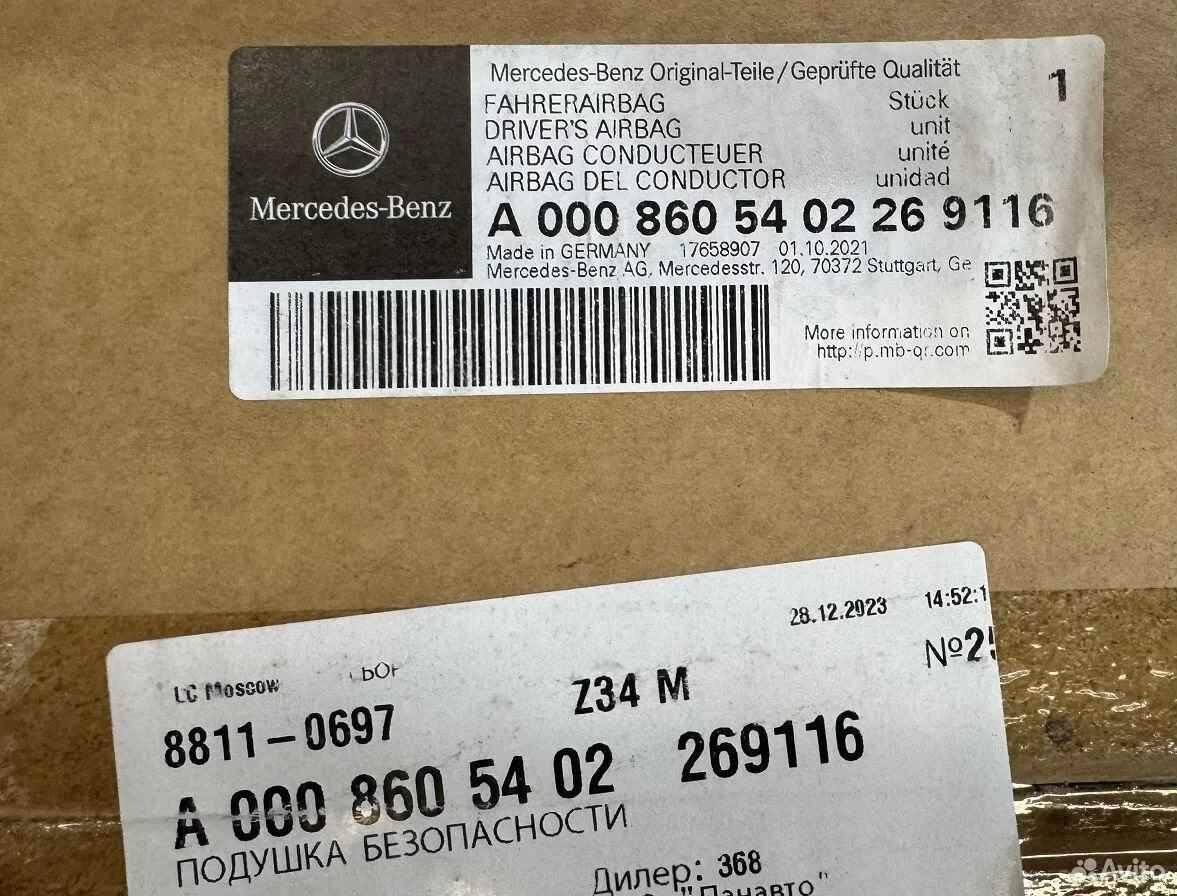 Mercedes-Benz
Mercedes-Benz Original-Teile/Geprüfte Qualität
FAHRERAIRBAG Stück 1
DRIVER'S AIRBAG unit
AIRBAG CONDUCTEUER unité
AIRBAG DEL CONDUCTOR unidad
A 000 860 54 02 26 9116
Made in GERMANY 17658907 01.10.2021
Mercedes-Benz AG, Mercedesstr. 120, 70372 Stuttgart, Ge
More information on
http://p.mb-qr.com
28.12.2023 14:52:1
LC Moscow Z34 M №2
8811-0697
A 000 860 54 02 269116
ПОДУШКА БЕЗОПАСНОСТИ
Дилер: 368
"Панавто"
Avito